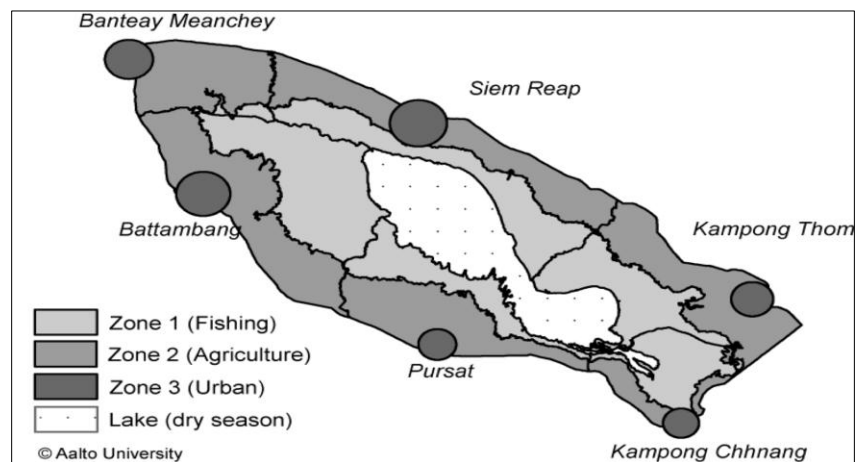 Banteay Meanchey
Siem Reap
Kampong Thom
Battambang
Pursat
Kampong Chhnang
Zone 1 (Fishing)
Zone 2 (Agriculture)
Zone 3 (Urban)
Lake (dry season)
© Aalto University